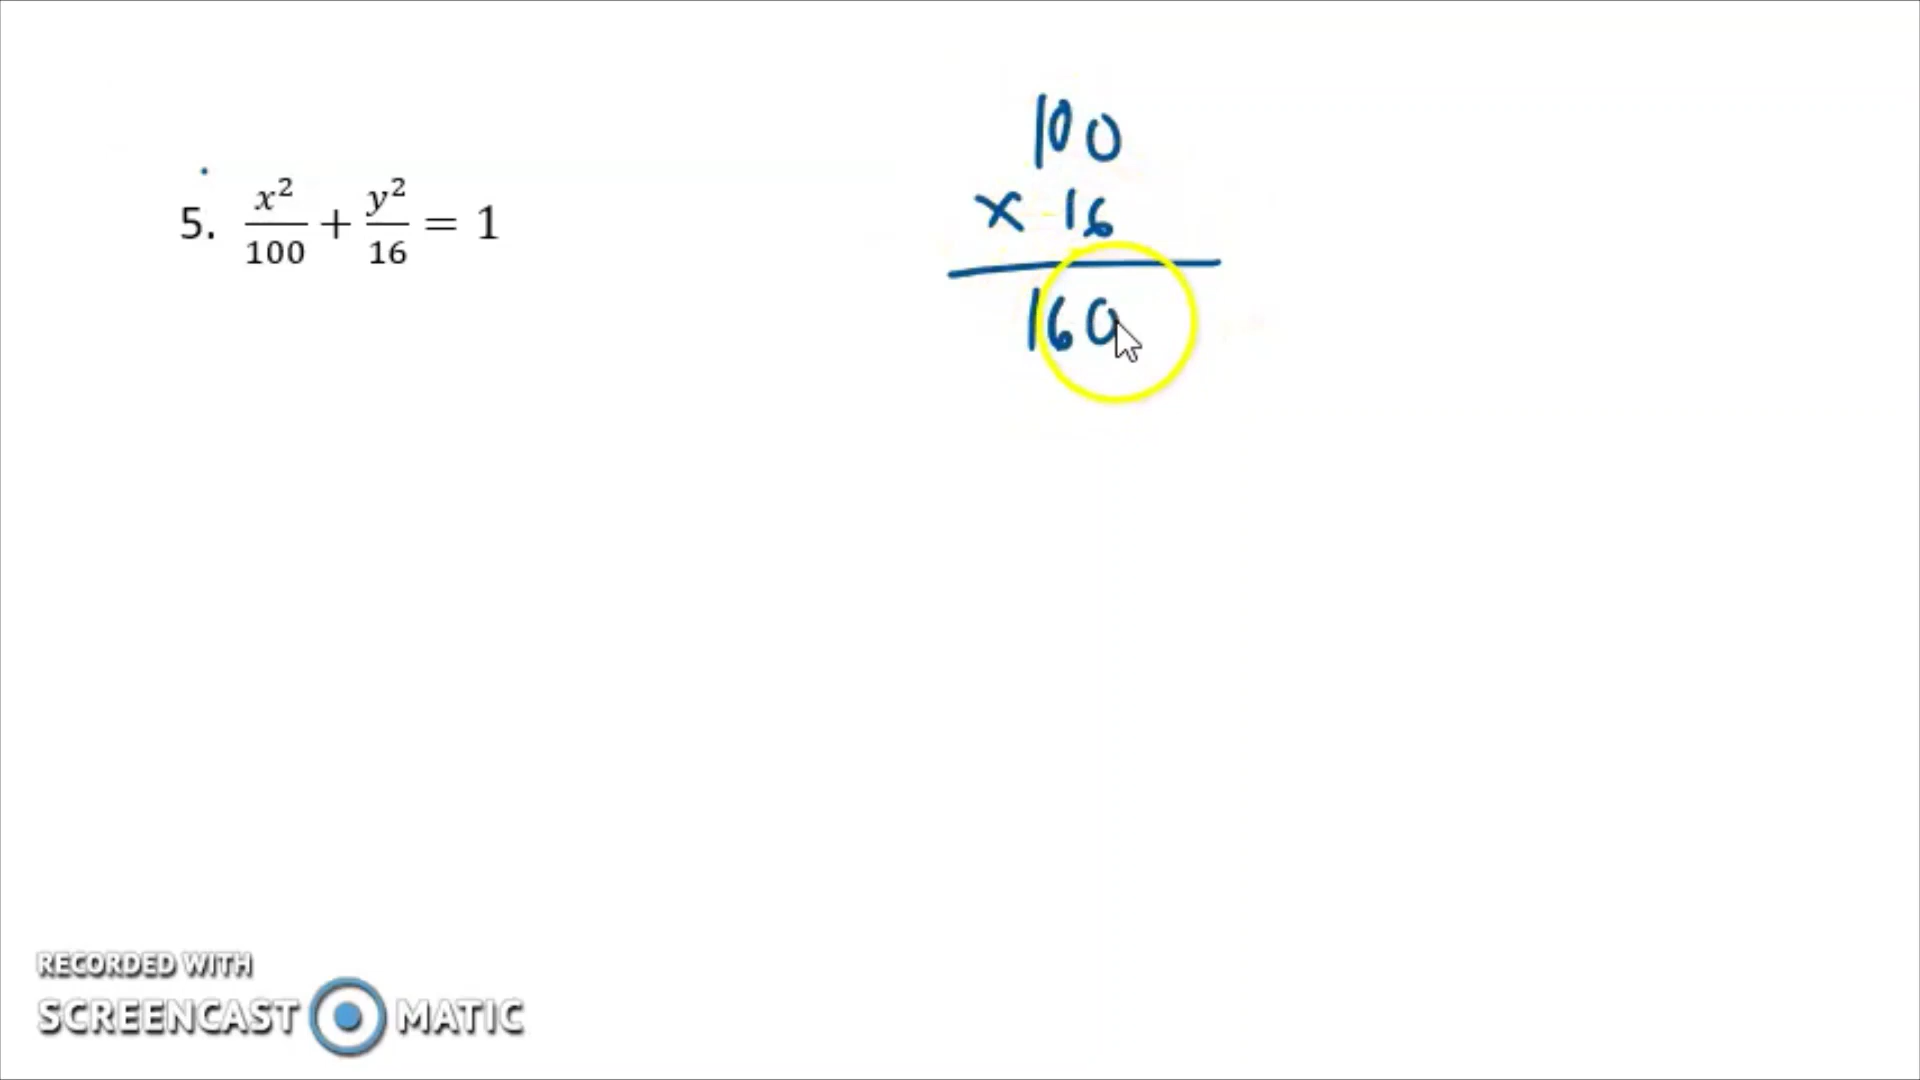 5. x²/100 + y²/16 = 1
100
x 16
160
RECORDED WITH
SCREENCAST MATIC